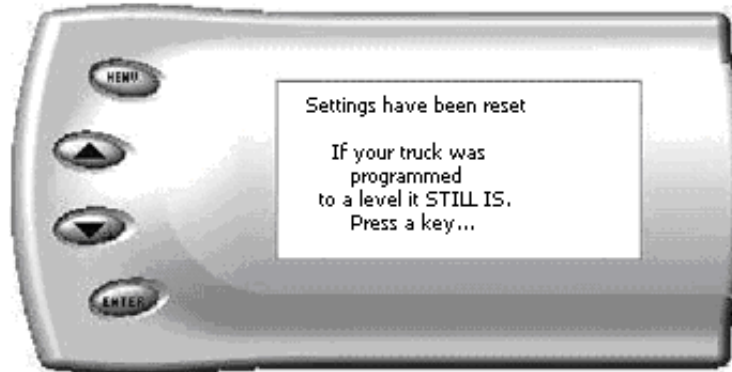 MENU
Settings have been reset
If your truck was
programmed
to a level it STILL IS.
Press a key...
ENTER